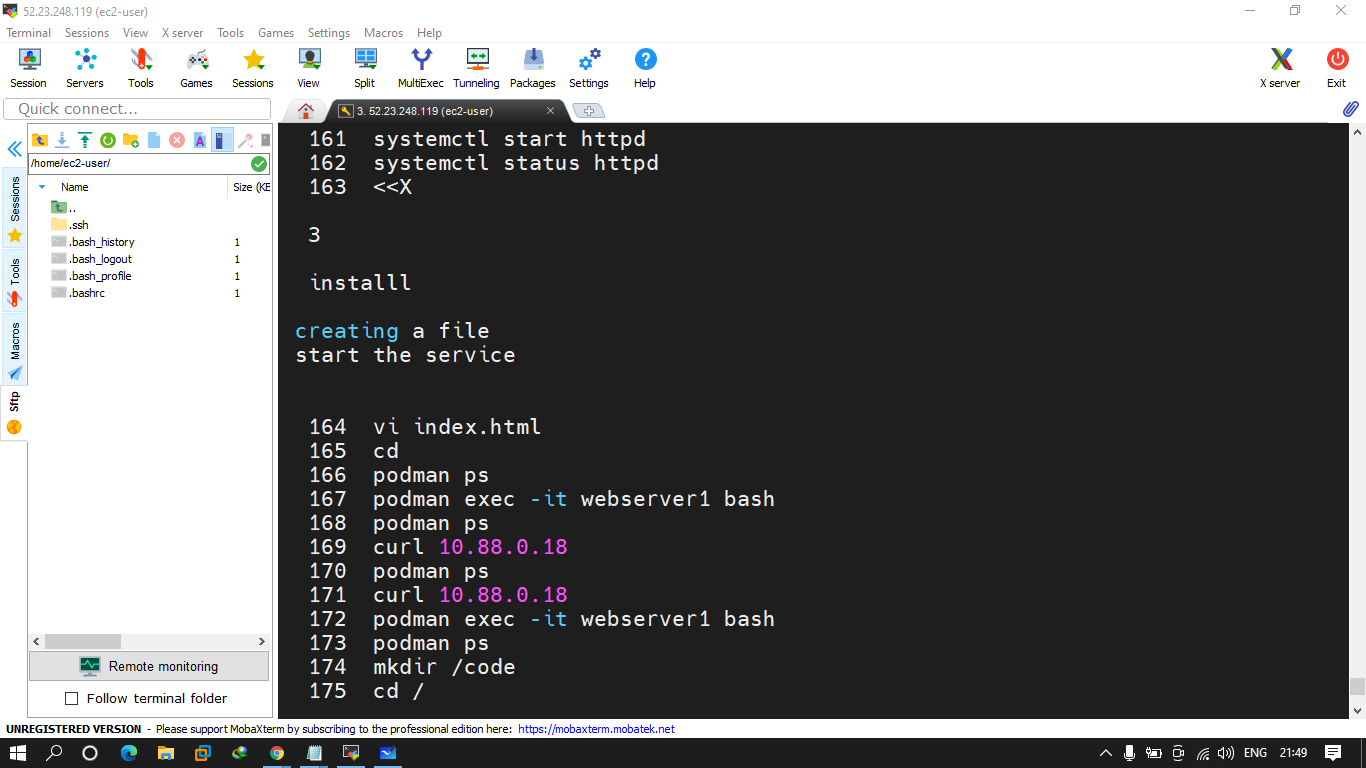 52.23.248.119 (ec2-user)
Terminal Sessions View X server Tools Games Settings Macros Help
Session Servers Tools Games Sessions View Split MultiExec Tunneling Packages Settings Help X server Exit
Quick connect...
3. 52.23.248.119 (ec2-user)
/home/ec2-user/
Name Size (KB
..
.ssh
.bash_history 1
.bash_logout 1
.bash_profile 1
.bashrc 1
Sessions
Tools
Macros
Sftp
Remote monitoring
Follow terminal folder
161 systemctl start httpd
162 systemctl status httpd
163 <<X
3
installl
creating a file
start the service
164 vi index.html
165 cd
166 podman ps
167 podman exec -it webserver1 bash
168 podman ps
169 curl 10.88.0.18
170 podman ps
171 curl 10.88.0.18
172 podman exec -it webserver1 bash
173 podman ps
174 mkdir /code
175 cd /
UNREGISTERED VERSION - Please support MobaXterm by subscribing to the professional edition here: https://mobaxterm.mobatek.net
ENG 21:49